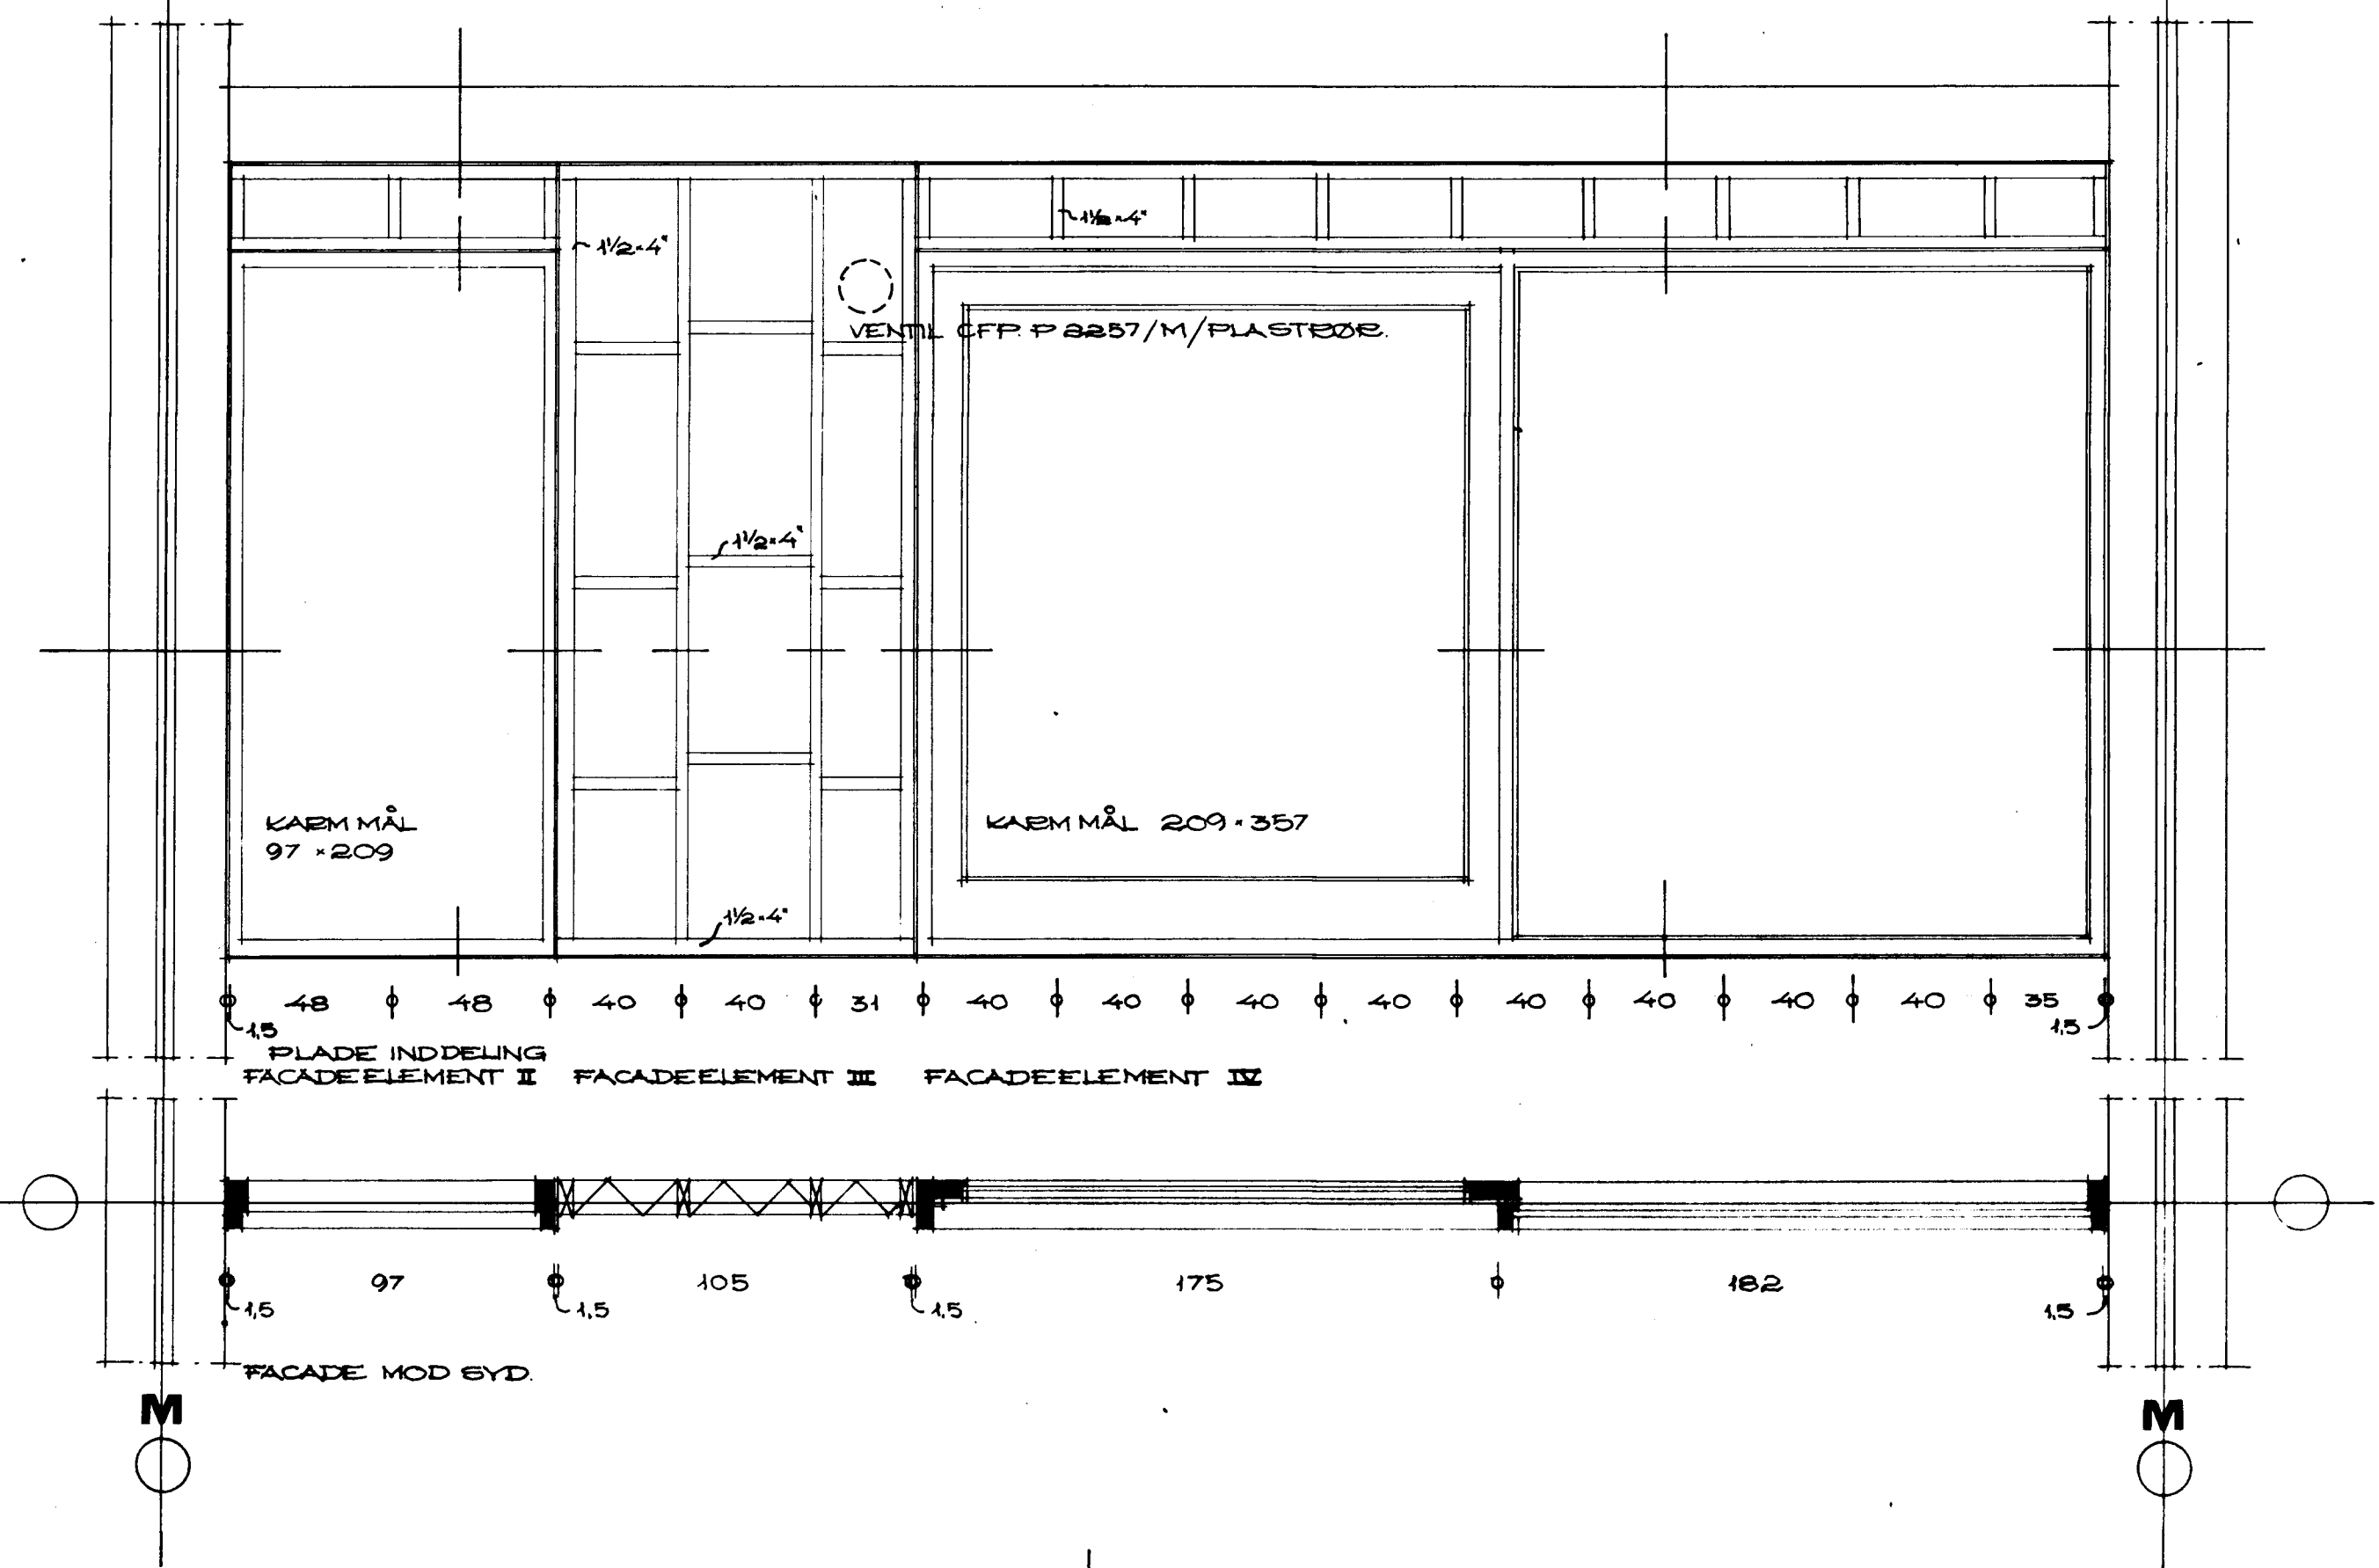 1½×4"
1½×4"
VENTIL CFP. P 2257/M/PLASTRØR.
1½×4"
KARM MÅL
97 × 209
KARM MÅL 209 × 357
1½×4"
48 48 40 40 31 40 40 40 40 40 40 40 40 35
1,5 1,5
PLADE INDDELING
FACADEELEMENT II FACADEELEMENT III FACADEELEMENT IV
97 105 175 182
1,5 1,5 1,5 1,5
FACADE MOD SYD.
M M